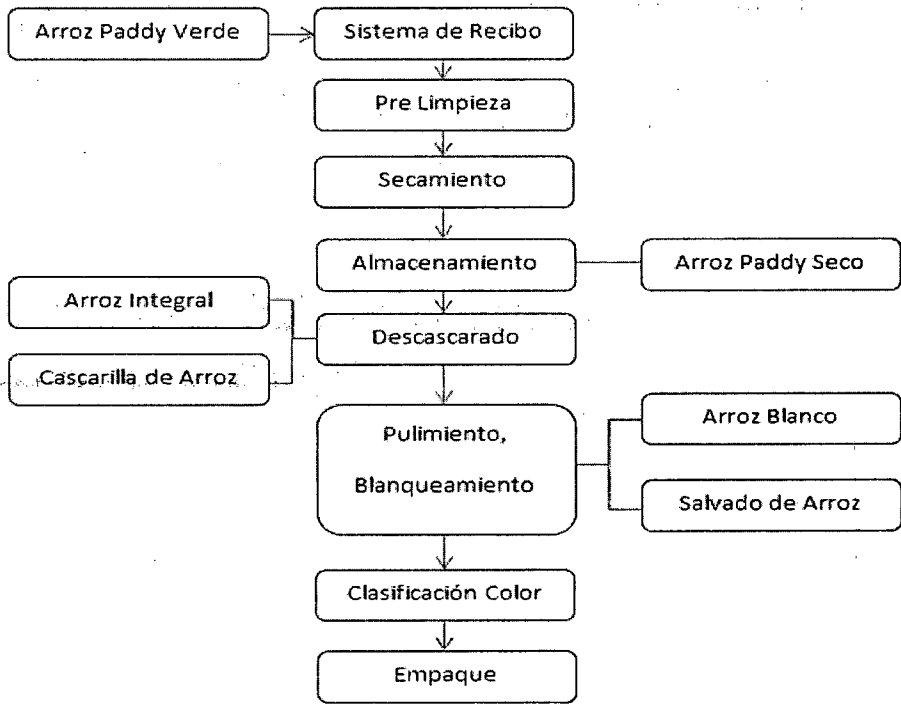 Arroz Paddy Verde
Sistema de Recibo
Pre Limpieza
Secamiento
Almacenamiento
Arroz Paddy Seco
Arroz Integral
Descascarado
Cascarilla de Arroz
Pulimiento,
Blanqueamiento
Arroz Blanco
Salvado de Arroz
Clasificación Color
Empaque